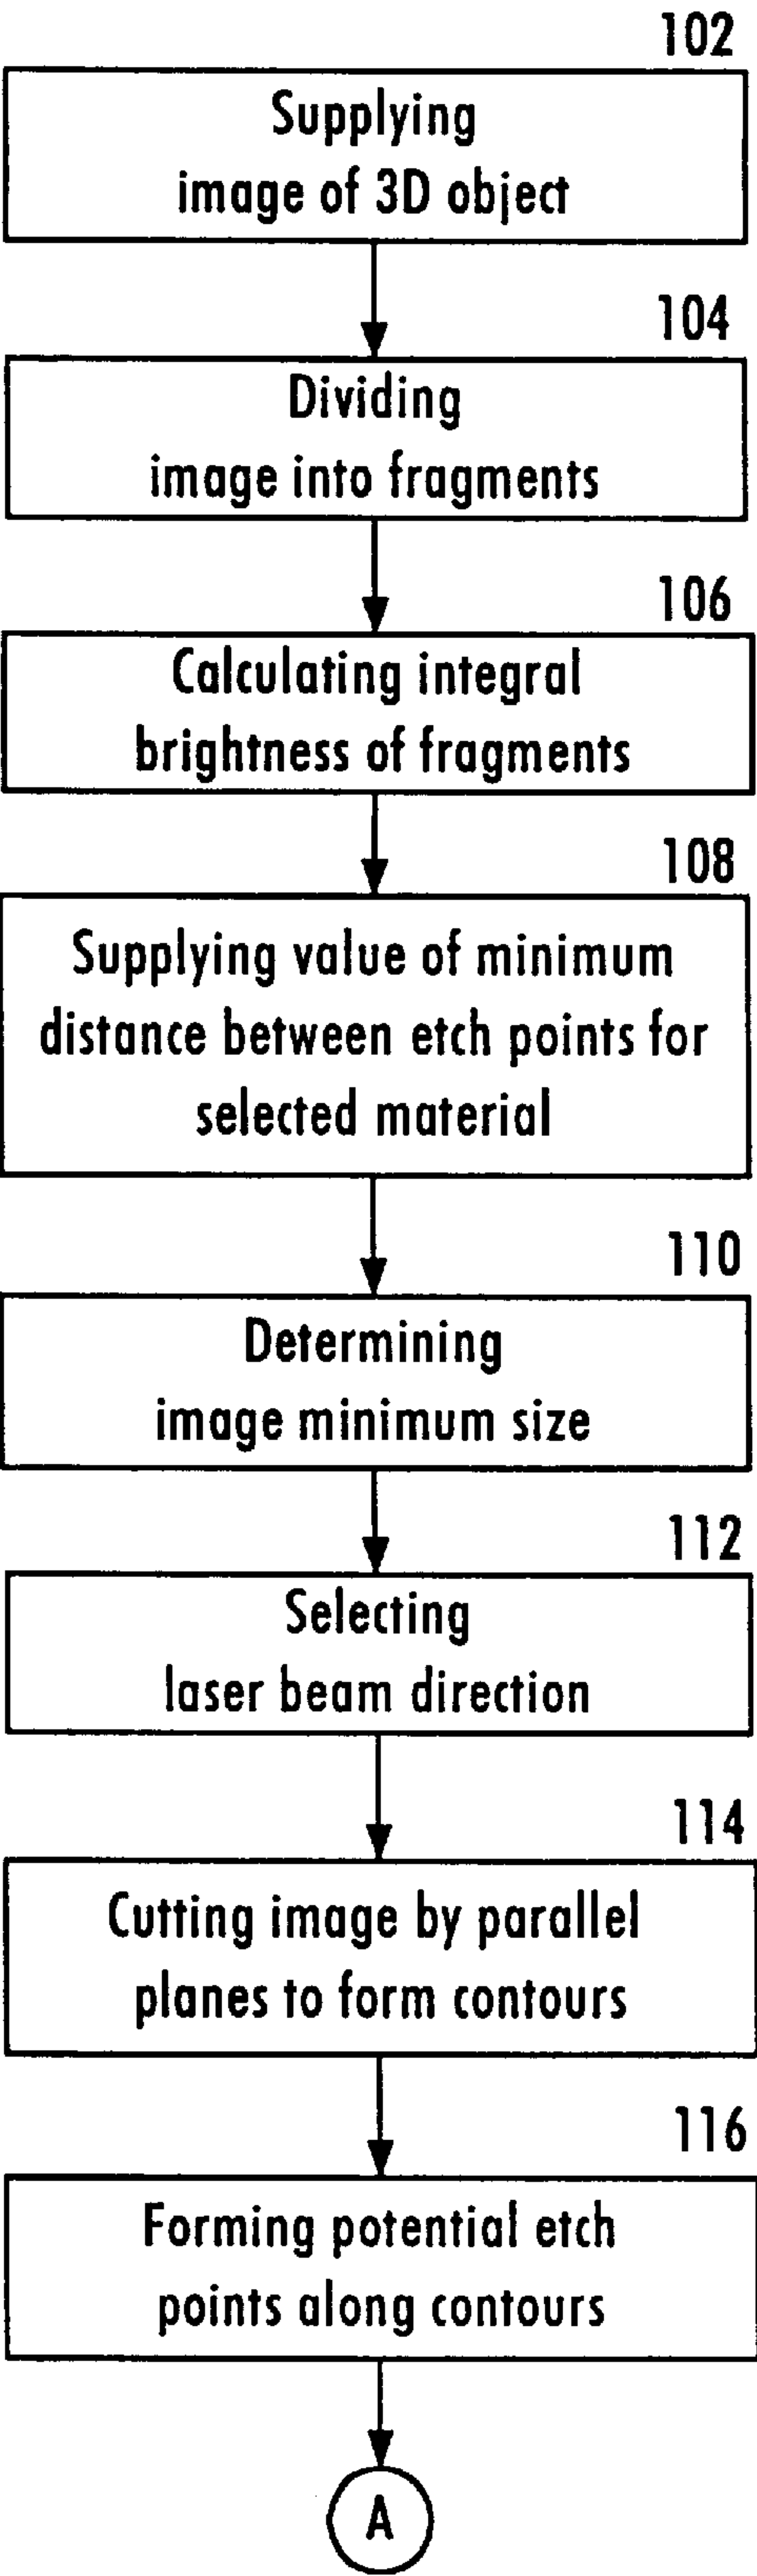 102
Supplying
image of 3D object
104
Dividing
image into fragments
106
Calculating integral
brightness of fragments
108
Supplying value of minimum
distance between etch points for
selected material
110
Determining
image minimum size
112
Selecting
laser beam direction
114
Cutting image by parallel
planes to form contours
116
Forming potential etch
points along contours
A